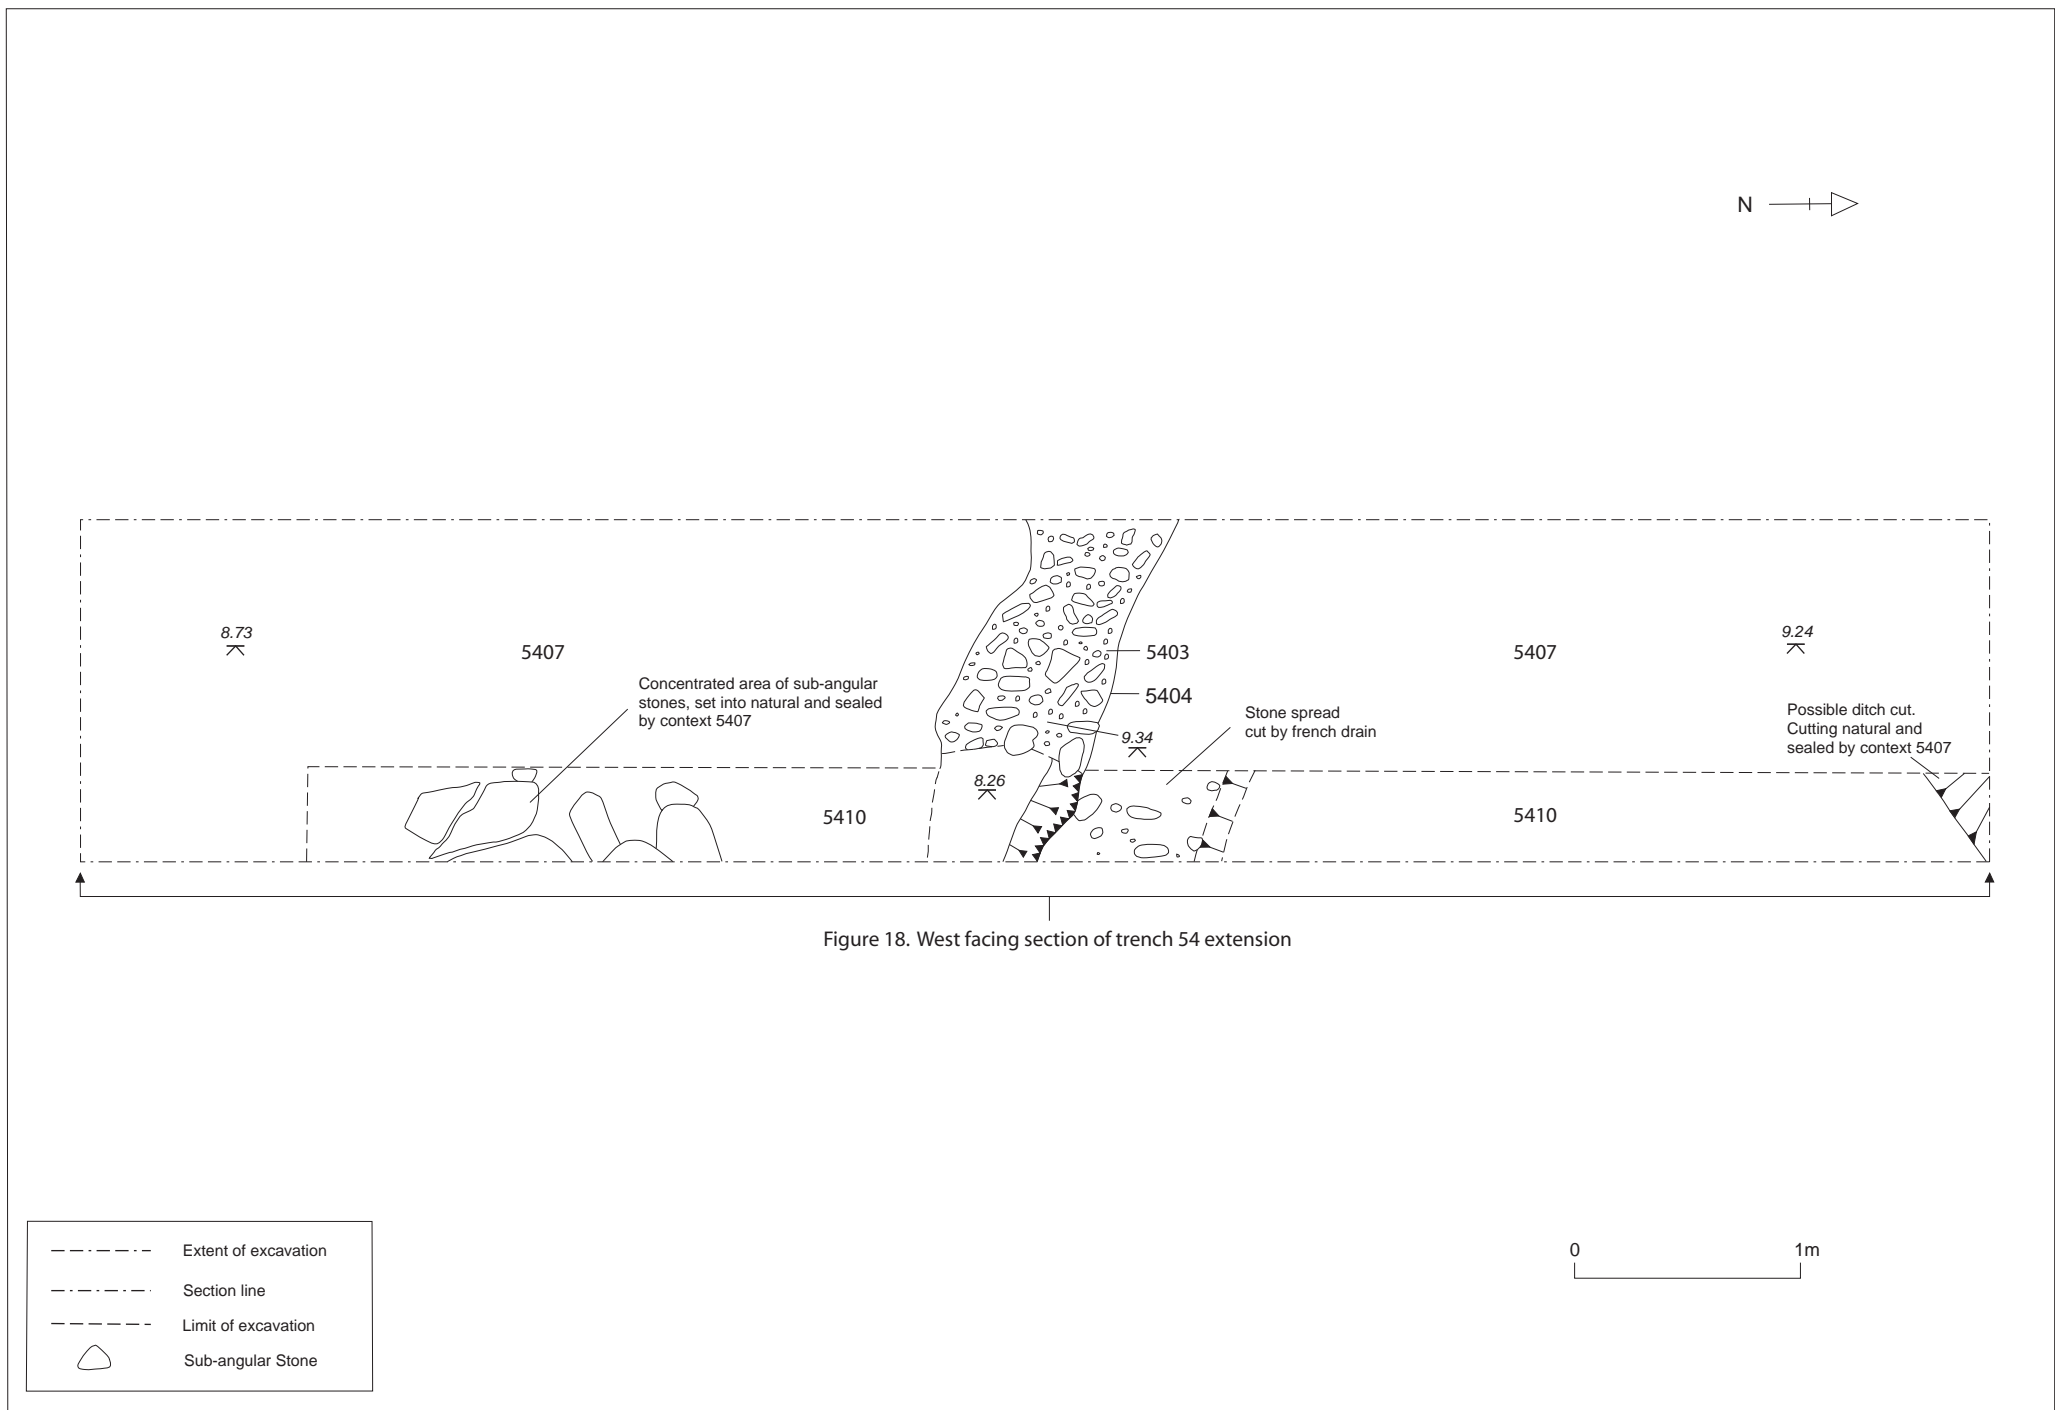 N
8.73
5407
Concentrated area of sub-angular
stones, set into natural and sealed
by context 5407
5403
5404
9.34
Stone spread
cut by french drain
5407
9.24
Possible ditch cut.
Cutting natural and
sealed by context 5407
8.26
5410
5410
Figure 18. West facing section of trench 54 extension
Extent of excavation
Section line
Limit of excavation
Sub-angular Stone
0 1m